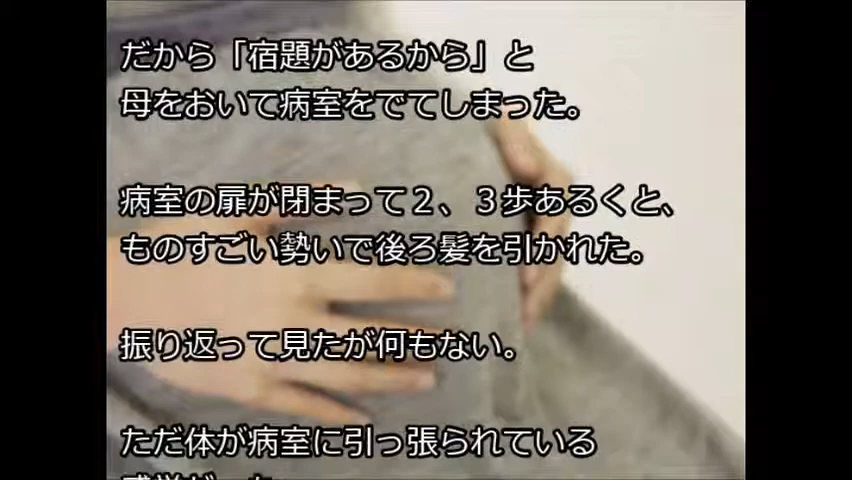 だから「宿題があるから」と
母をおいて病室をでてしまった。
病室の扉が閉まって２、３歩あるくと、
ものすごい勢いで後ろ髪を引かれた。
振り返って見たが何もない。
ただ体が病室に引っ張られている